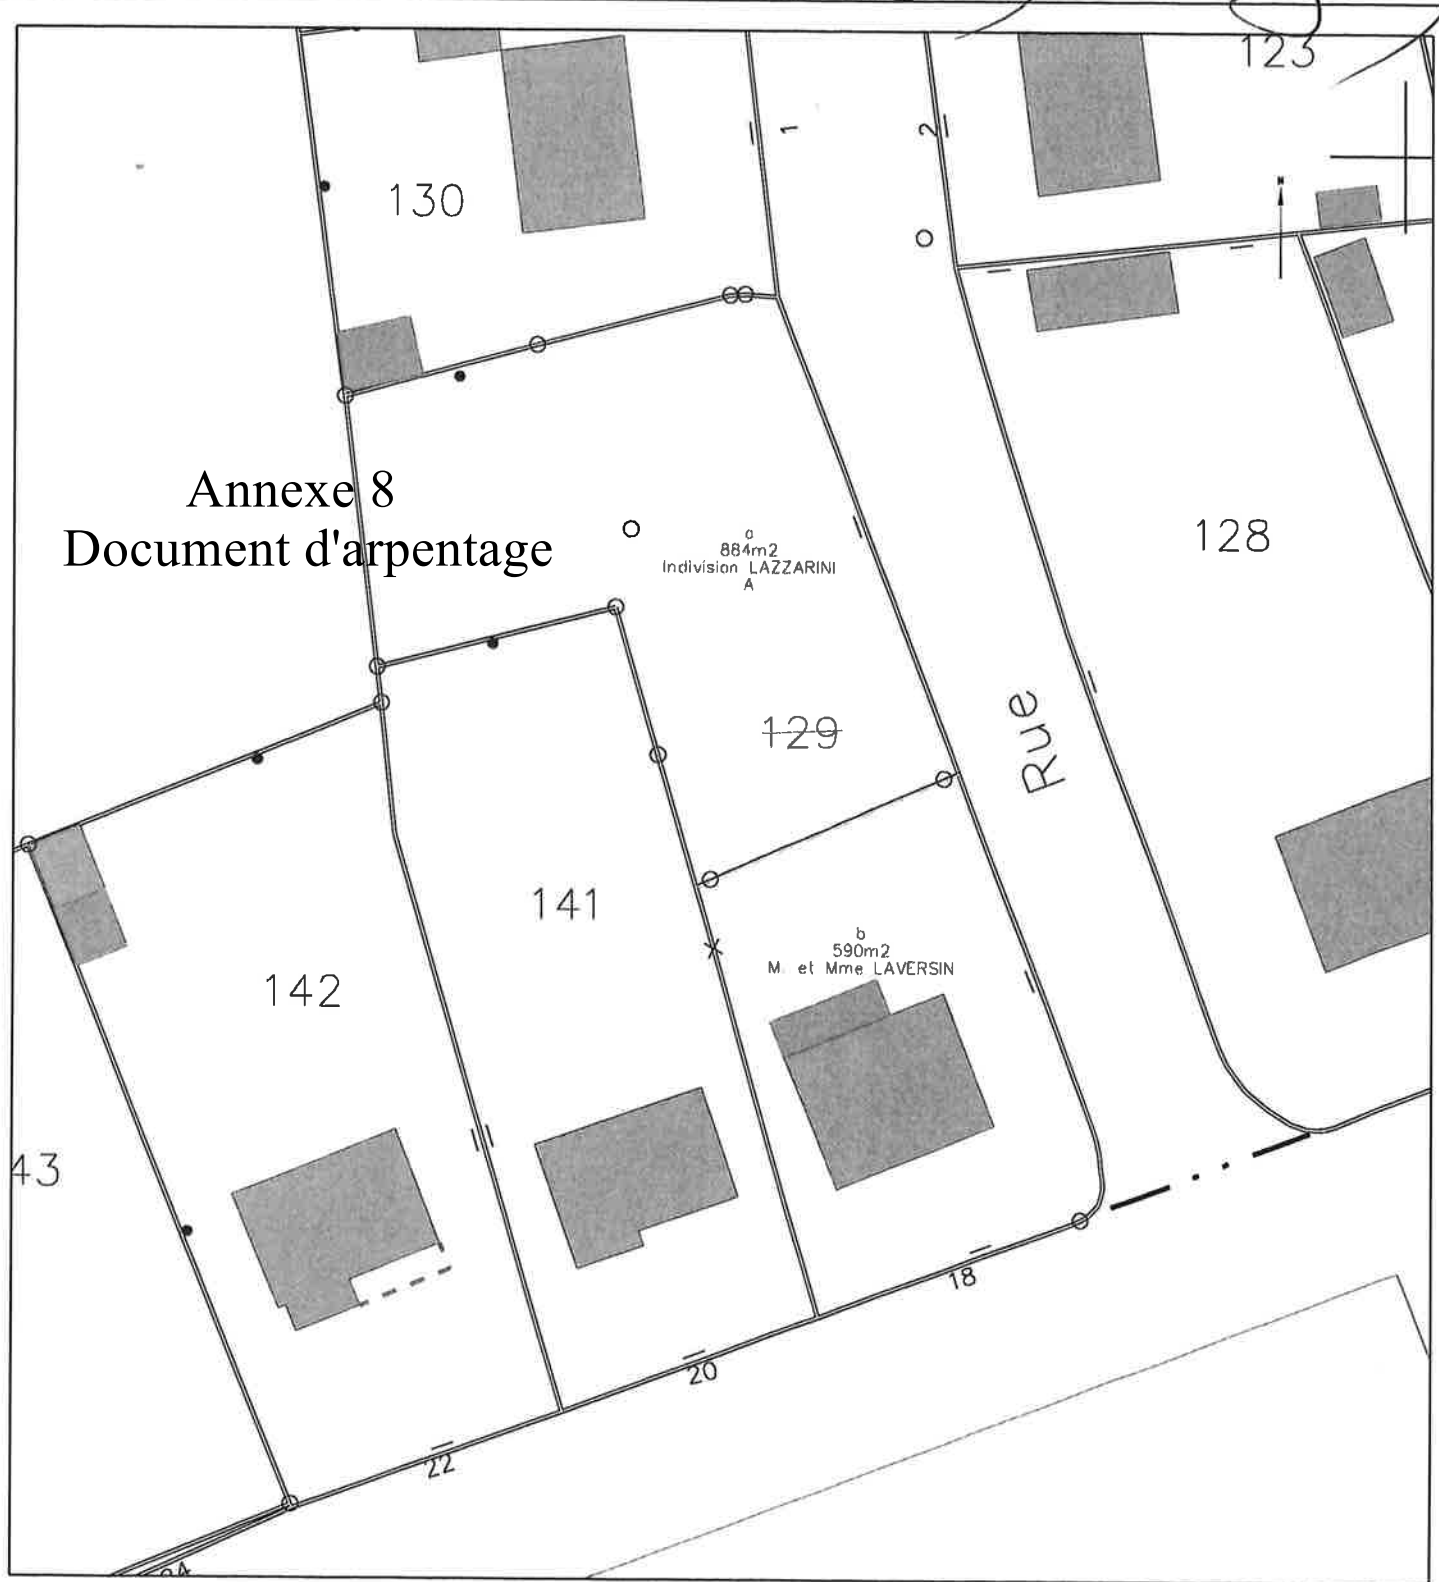 123
1
2
130
N
Annexe 8
Document d'arpentage
a
884m2
Indivision LAZZARINI
A
128
129
Rue
141
b
590m2
M. et Mme LAVERSIN
142
43
18
20
22